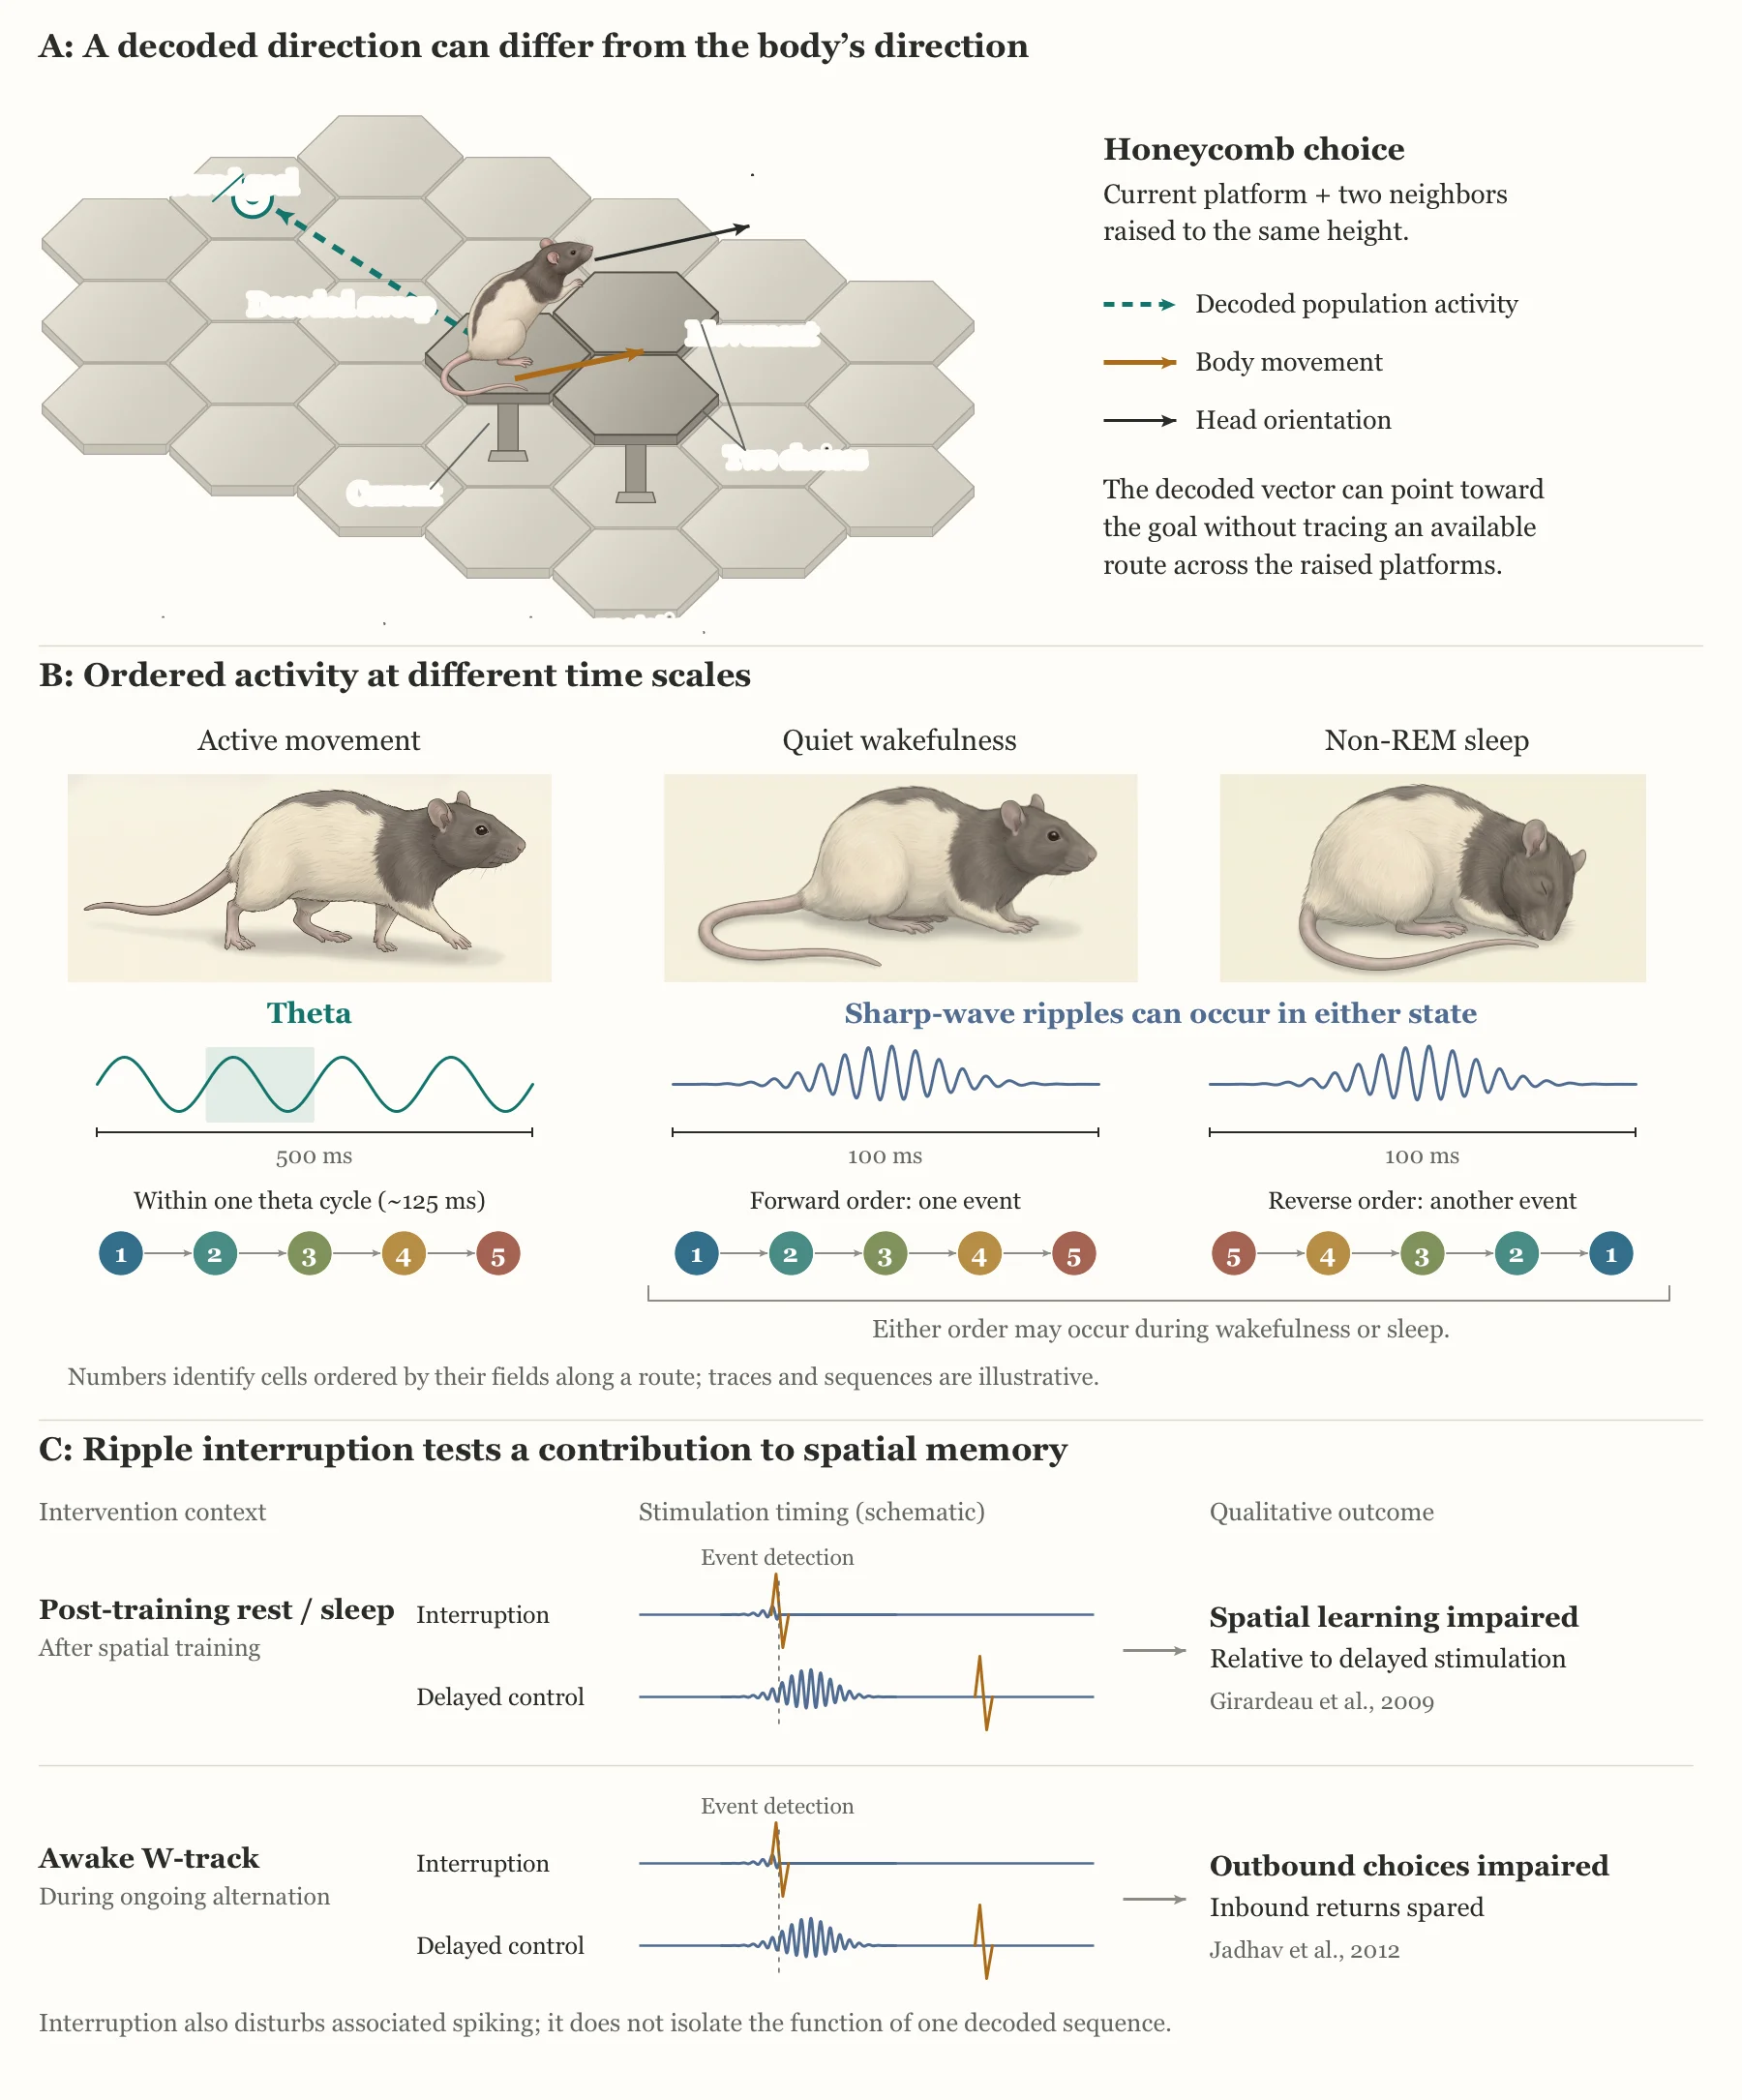 A: A decoded direction can differ from the body’s direction
Honeycomb choice
Current platform + two neighbors
raised to the same height.
Decoded population activity
Body movement
Head orientation
The decoded vector can point toward
the goal without tracing an available
route across the raised platforms.
Decoded sweep
Movement
Two choices
Current
B: Ordered activity at different time scales
Active movement
Quiet wakefulness
Non-REM sleep
Theta
Sharp-wave ripples can occur in either state
500 ms
100 ms
100 ms
Within one theta cycle (~125 ms)
Forward order: one event
Reverse order: another event
1 2 3 4 5
1 2 3 4 5
5 4 3 2 1
Either order may occur during wakefulness or sleep.
Numbers identify cells ordered by their fields along a route; traces and sequences are illustrative.
C: Ripple interruption tests a contribution to spatial memory
Intervention context
Stimulation timing (schematic)
Qualitative outcome
Event detection
Post-training rest / sleep
After spatial training
Interruption
Delayed control
Spatial learning impaired
Relative to delayed stimulation
Girardeau et al., 2009
Event detection
Awake W-track
During ongoing alternation
Interruption
Delayed control
Outbound choices impaired
Inbound returns spared
Jadhav et al., 2012
Interruption also disturbs associated spiking; it does not isolate the function of one decoded sequence.